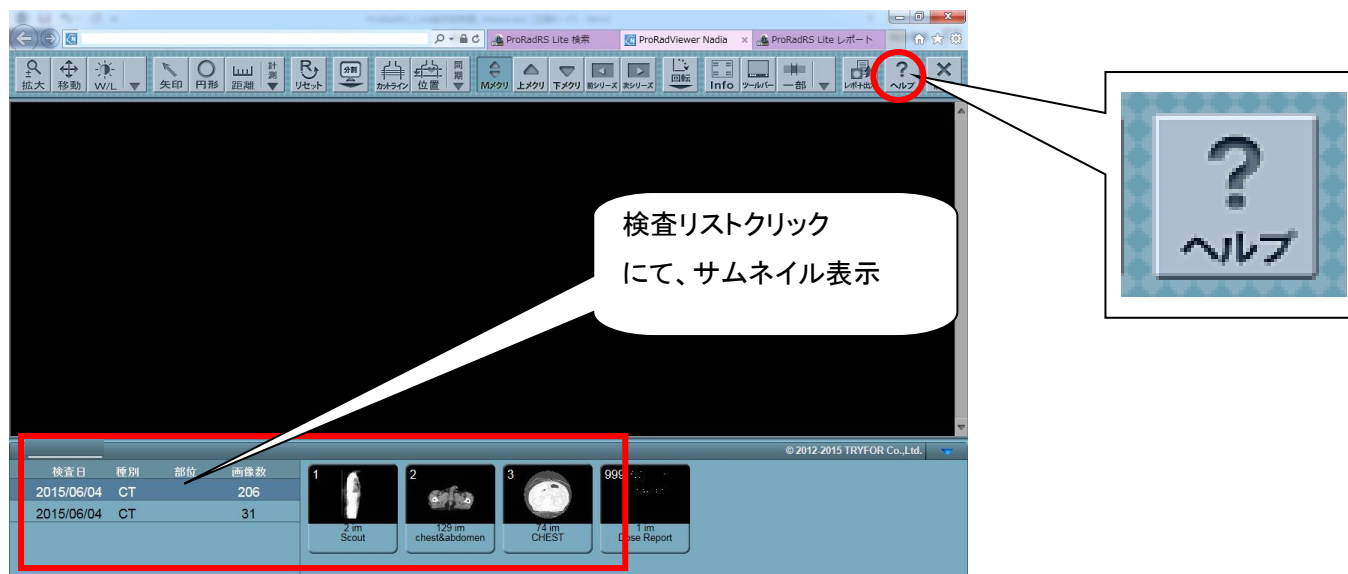 ProRadRS Lite 検索
ProRadViewer Nadia
ProRadRS Lite レポート
拡大
移動
W/L
矢印
円形
距離
計測
リセット
分割
カットライン
位置
同期
Mメクリ
上メクリ
下メクリ
前シリーズ
次シリーズ
回転
Info
ツールバー
一部
ヘルプ
?
ヘルプ
検査リストクリック
にて、サムネイル表示
© 2012-2015 TRYFOR Co.,Ltd.
検査日 種別 部位 画像数
2015/06/04 CT 206
2015/06/04 CT 31
1
2 im
Scout
2
129 im
chest&abdomen
3
74 im
CHEST
999
1 im
Dose Report